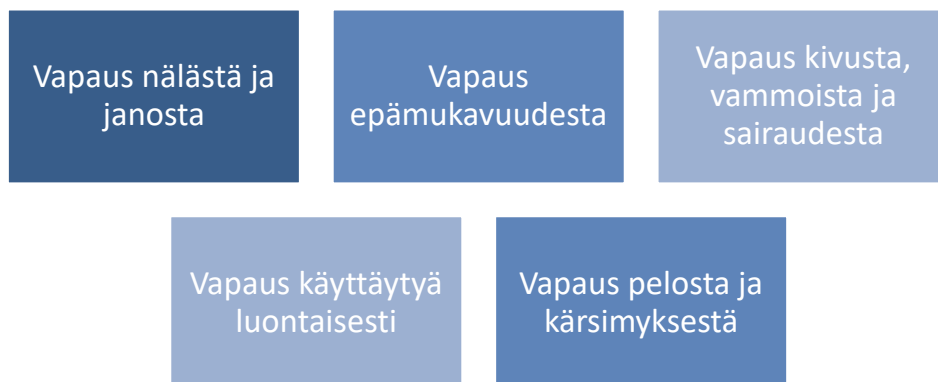 Vapaus nälästä ja
janosta
Vapaus
epämukavuudesta
Vapaus kivusta,
vammoista ja
sairaudesta
Vapaus käyttäytyä
luontaisesti
Vapaus pelosta ja
kärsimyksestä